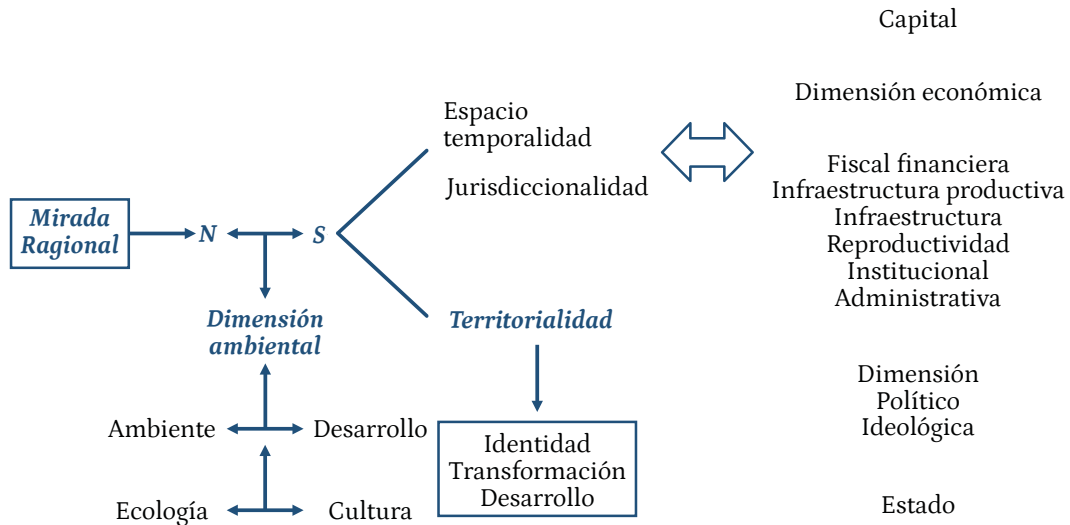 Capital
Dimensión económica
Espacio
temporalidad
Jurisdiccionalidad
Fiscal financiera
Infraestructura productiva
Infraestructura
Reproductividad
Institucional
Administrativa
Mirada
Ragional
N
S
Dimensión
ambiental
Territorialidad
Dimensión
Político
Ideológica
Ambiente
Desarrollo
Identidad
Transformación
Desarrollo
Ecología
Cultura
Estado